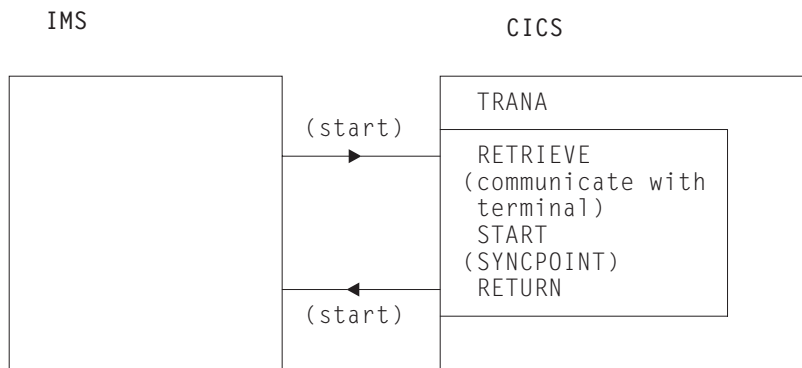 IMS
CICS
TRANA
(start)
RETRIEVE
(communicate with
terminal)
START
(SYNCPOINT)
RETURN
(start)